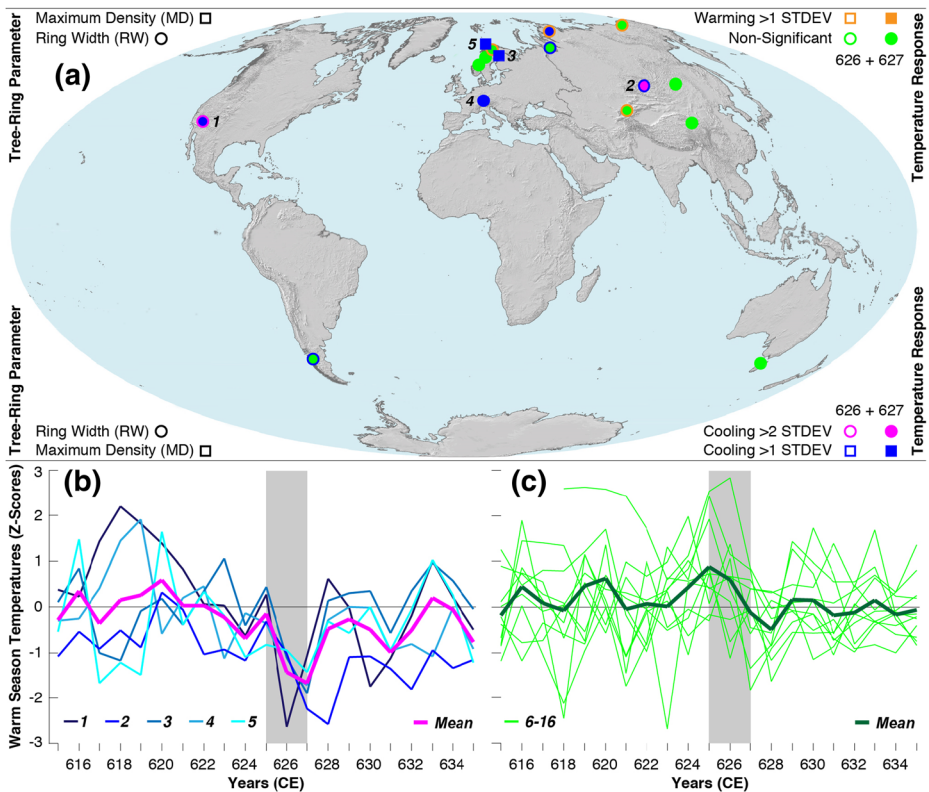 Maximum Density (MD)
Ring Width (RW)
Tree-Ring Parameter
(a)
Warming >1 STDEV
Non-Significant
626 + 627
Temperature Response
5
3
2
4
1
Tree-Ring Parameter
Ring Width (RW)
Maximum Density (MD)
626 + 627
Cooling >2 STDEV
Cooling >1 STDEV
Temperature Response
Warm Season Temperatures (Z-Scores)
3
2
1
0
-1
-2
-3
(b)
1 2 3 4 5 Mean
616 618 620 622 624 626 628 630 632 634
Years (CE)
(c)
6-16 Mean
616 618 620 622 624 626 628 630 632 634
Years (CE)